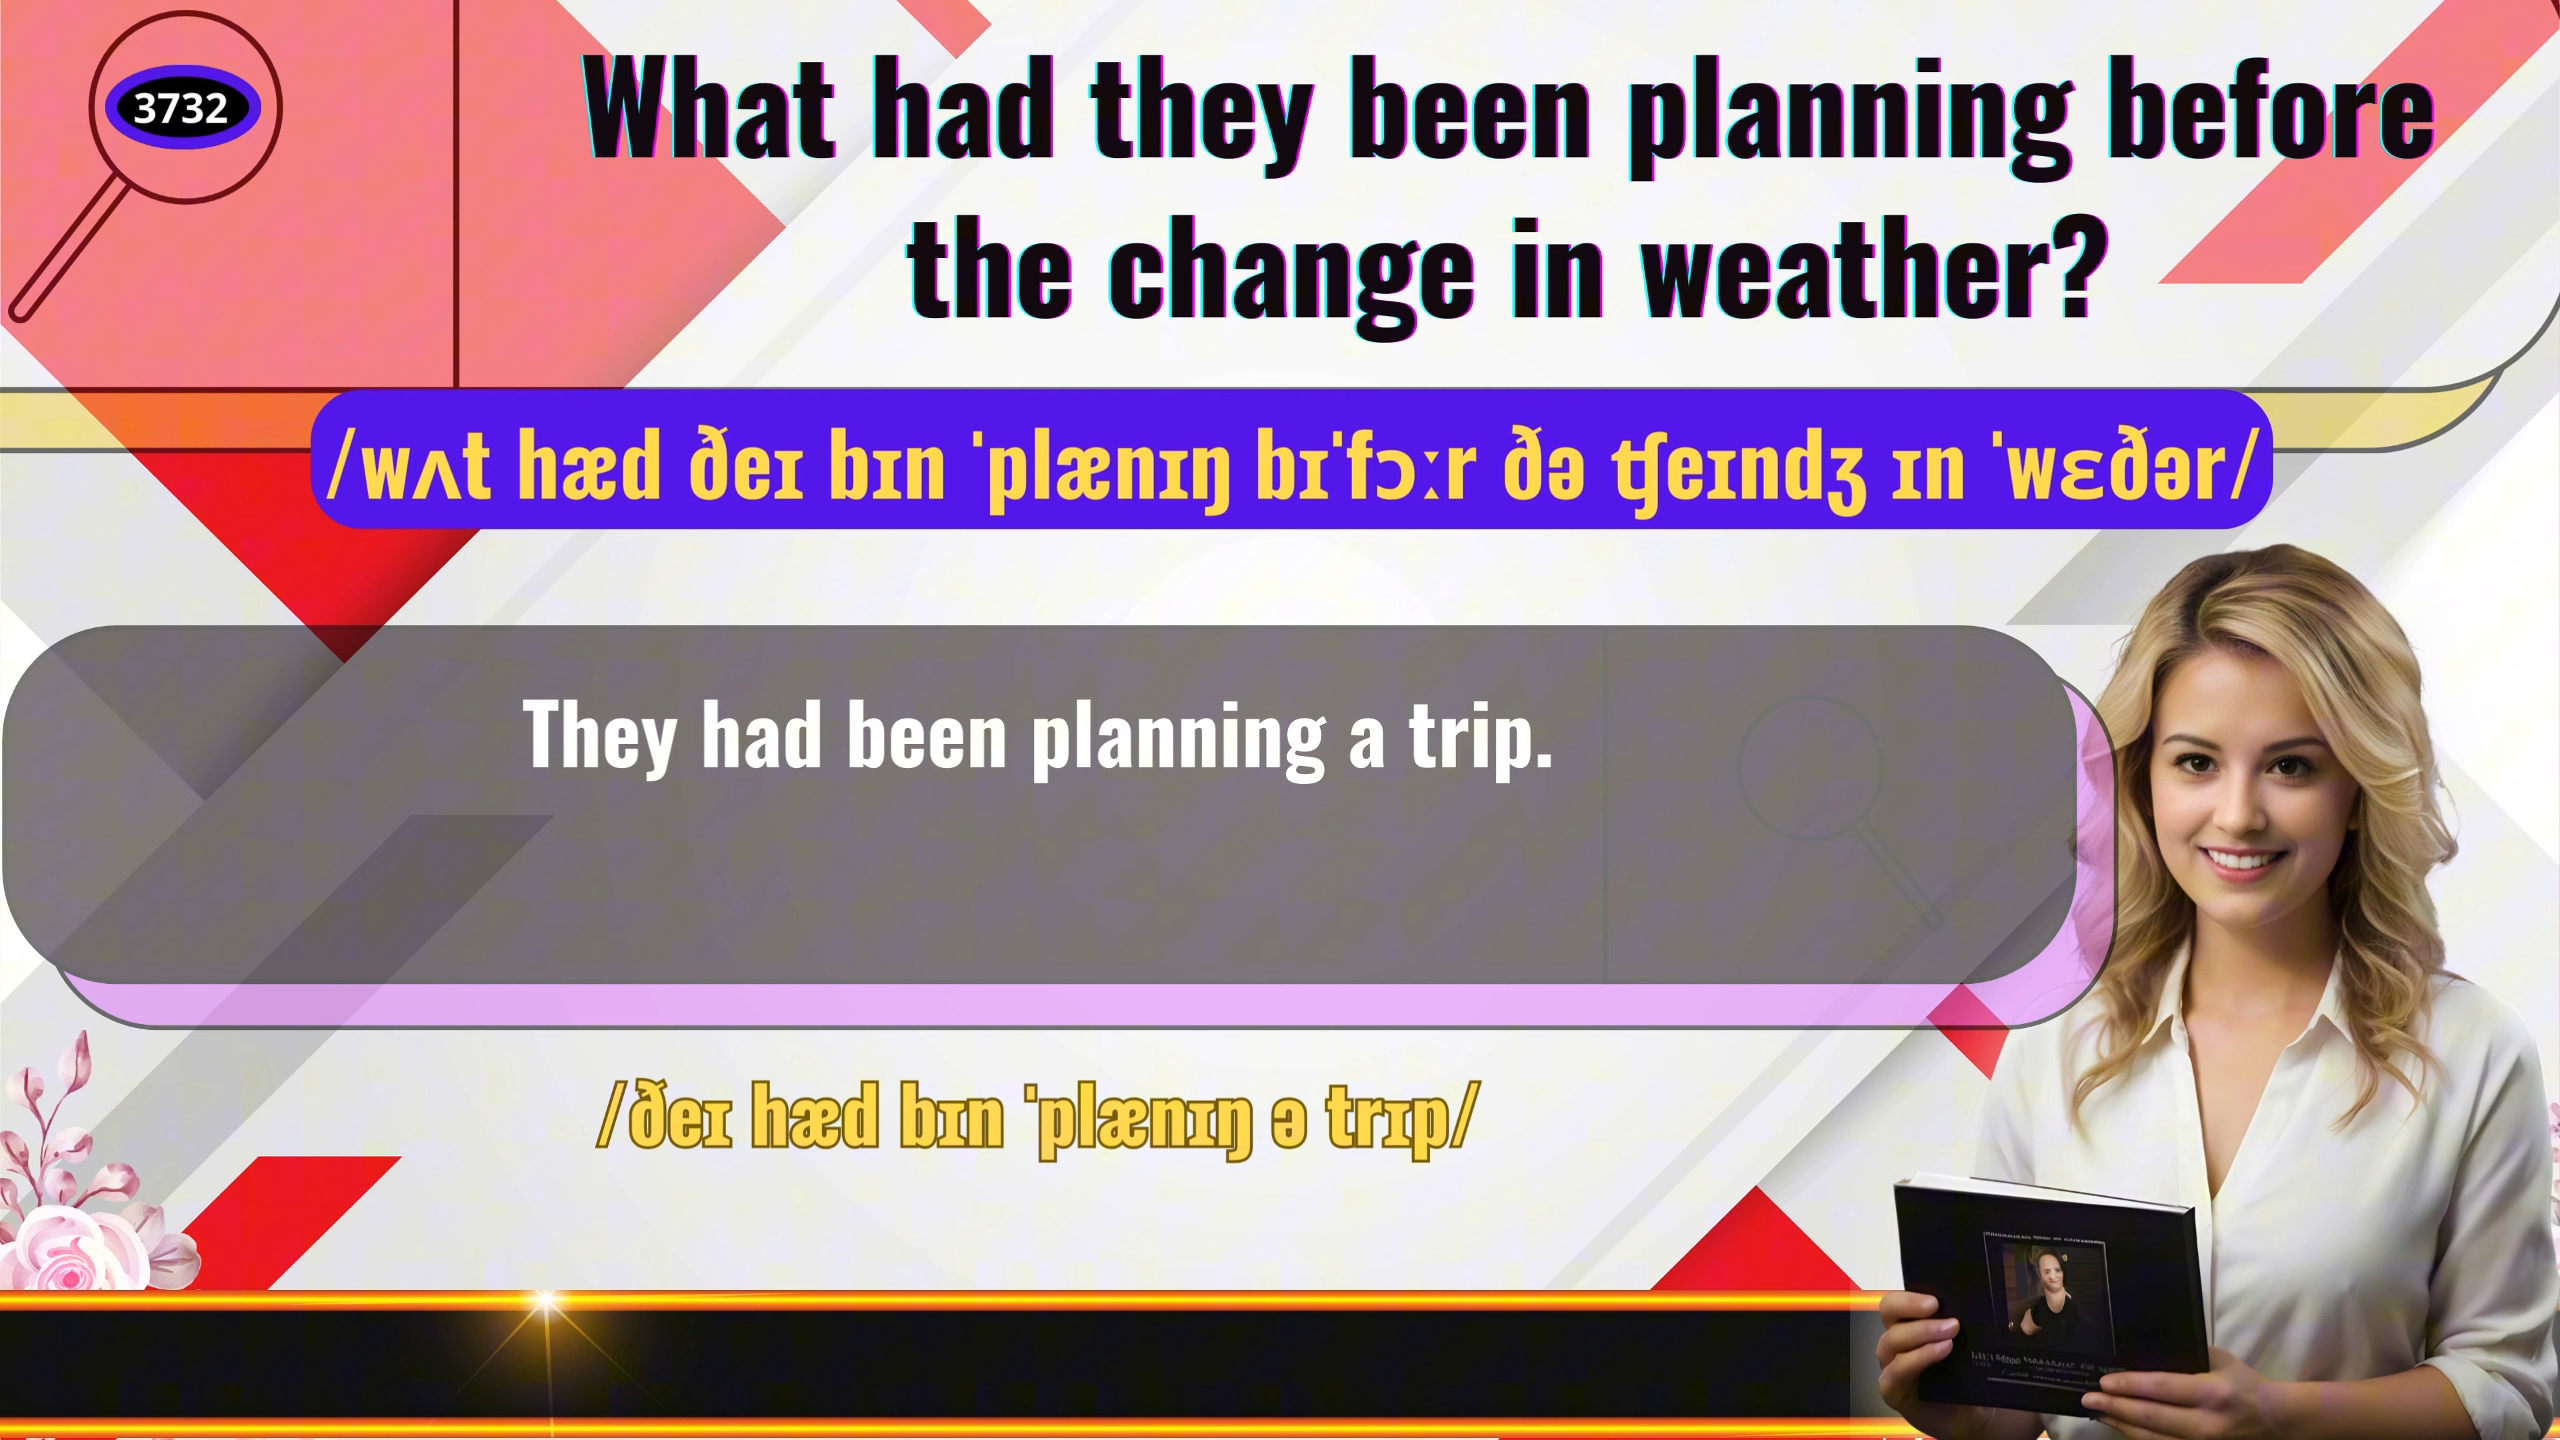 3732
What had they been planning before
the change in weather?
/wʌt hæd ðeɪ bɪn ˈplænɪŋ bɪˈfɔːr ðə ʧeɪndʒ ɪn ˈwɛðər/
They had been planning a trip.
/ðeɪ hæd bɪn ˈplænɪŋ ə trɪp/